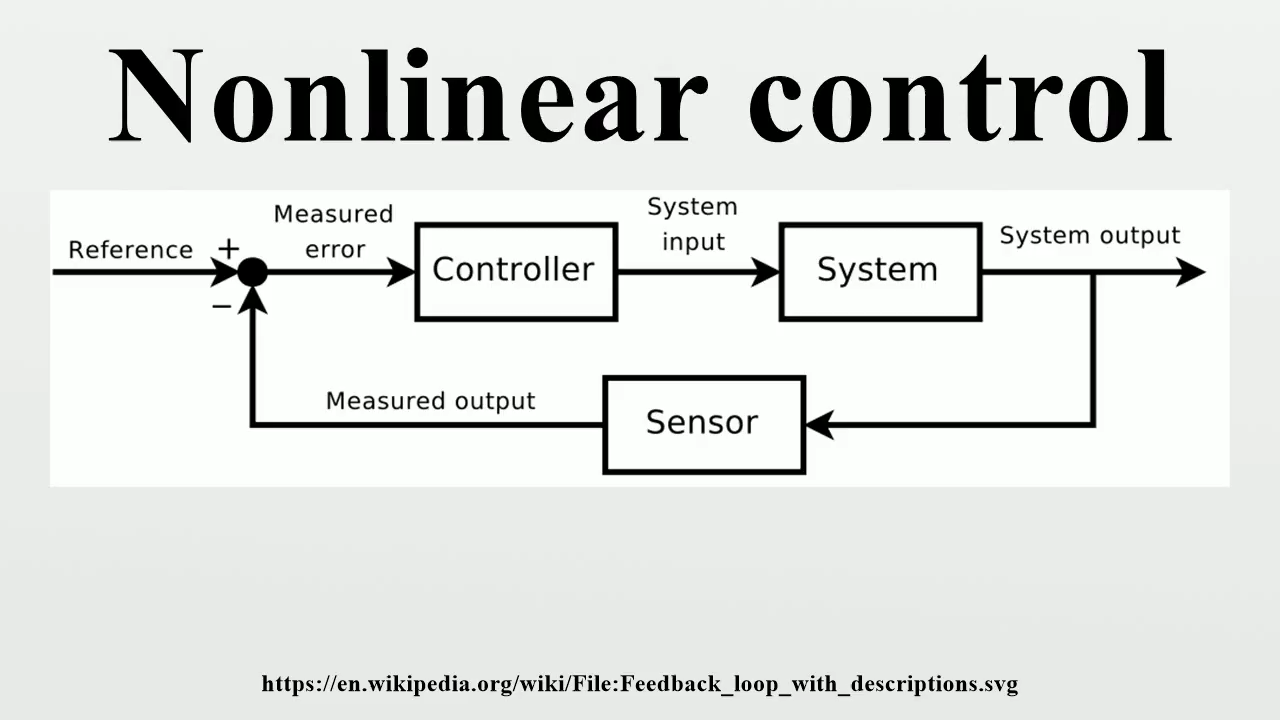 Nonlinear control
Reference
+
−
Measured
error
Controller
System
input
System
System output
Measured output
Sensor
https://en.wikipedia.org/wiki/File:Feedback_loop_with_descriptions.svg